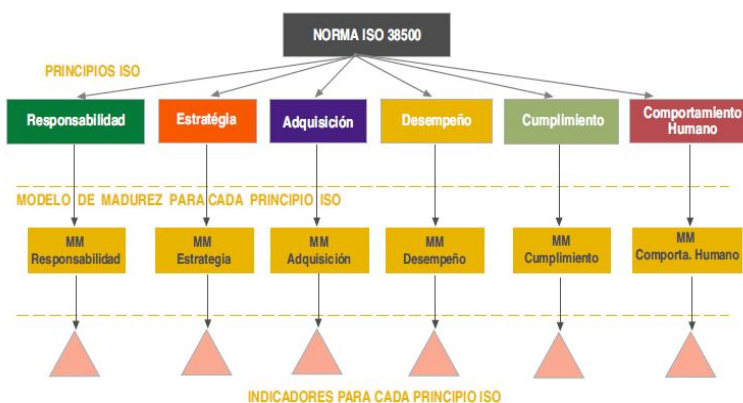 NORMA ISO 38500
PRINCIPIOS ISO
Responsabilidad
Estratégia
Adquisición
Desempeño
Cumplimiento
Comportamiento
Humano
MODELO DE MADUREZ PARA CADA PRINCIPIO ISO
MM
Responsabilidad
MM
Estrategia
MM
Adquisición
MM
Desempeño
MM
Cumplimiento
MM
Comporta. Humano
INDICADORES PARA CADA PRINCIPIO ISO